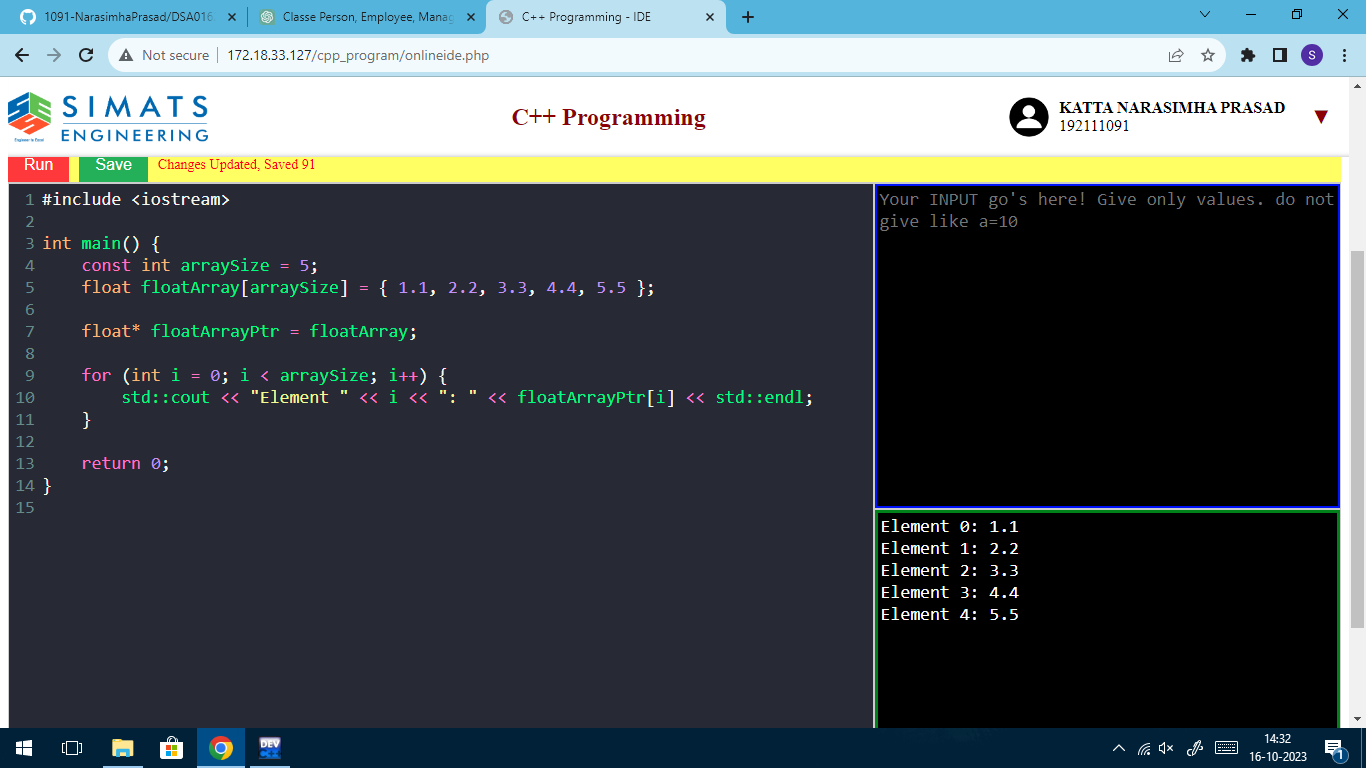 1091-NarasimhaPrasad/DSA016
Classe Person, Employee, Manag
C++ Programming - IDE
Not secure
172.18.33.127/cpp_program/onlineide.php
S
SIMATS
ENGINEERING
Engineer to Excel
C++ Programming
KATTA NARASIMHA PRASAD
192111091
Run
Save
Changes Updated, Saved 91
1 #include <iostream>
2
3 int main() {
4     const int arraySize = 5;
5     float floatArray[arraySize] = { 1.1, 2.2, 3.3, 4.4, 5.5 };
6
7     float* floatArrayPtr = floatArray;
8
9     for (int i = 0; i < arraySize; i++) {
10         std::cout << "Element " << i << ": " << floatArrayPtr[i] << std::endl;
11     }
12
13     return 0;
14 }
15
Your INPUT go's here! Give only values. do not
give like a=10
Element 0: 1.1
Element 1: 2.2
Element 2: 3.3
Element 3: 4.4
Element 4: 5.5
DEV
14:32
16-10-2023
1